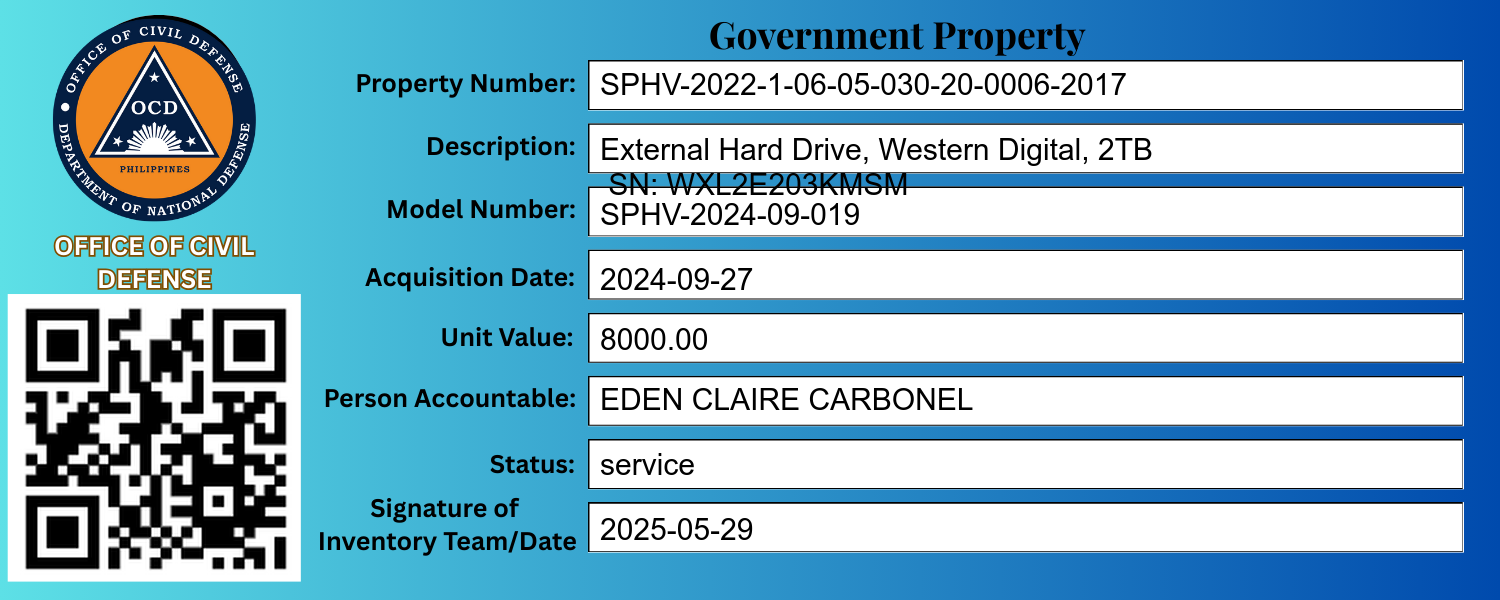 OFFICE OF CIVIL DEFENSE
OCD
PHILIPPINES
DEPARTMENT OF NATIONAL DEFENSE
OFFICE OF CIVIL
DEFENSE
Government Property
Property Number: SPHV-2022-1-06-05-030-20-0006-2017
Description: External Hard Drive, Western Digital, 2TB
SN: WXL2E203KMSM
Model Number: SPHV-2024-09-019
Acquisition Date: 2024-09-27
Unit Value: 8000.00
Person Accountable: EDEN CLAIRE CARBONEL
Status: service
Signature of
Inventory Team/Date 2025-05-29